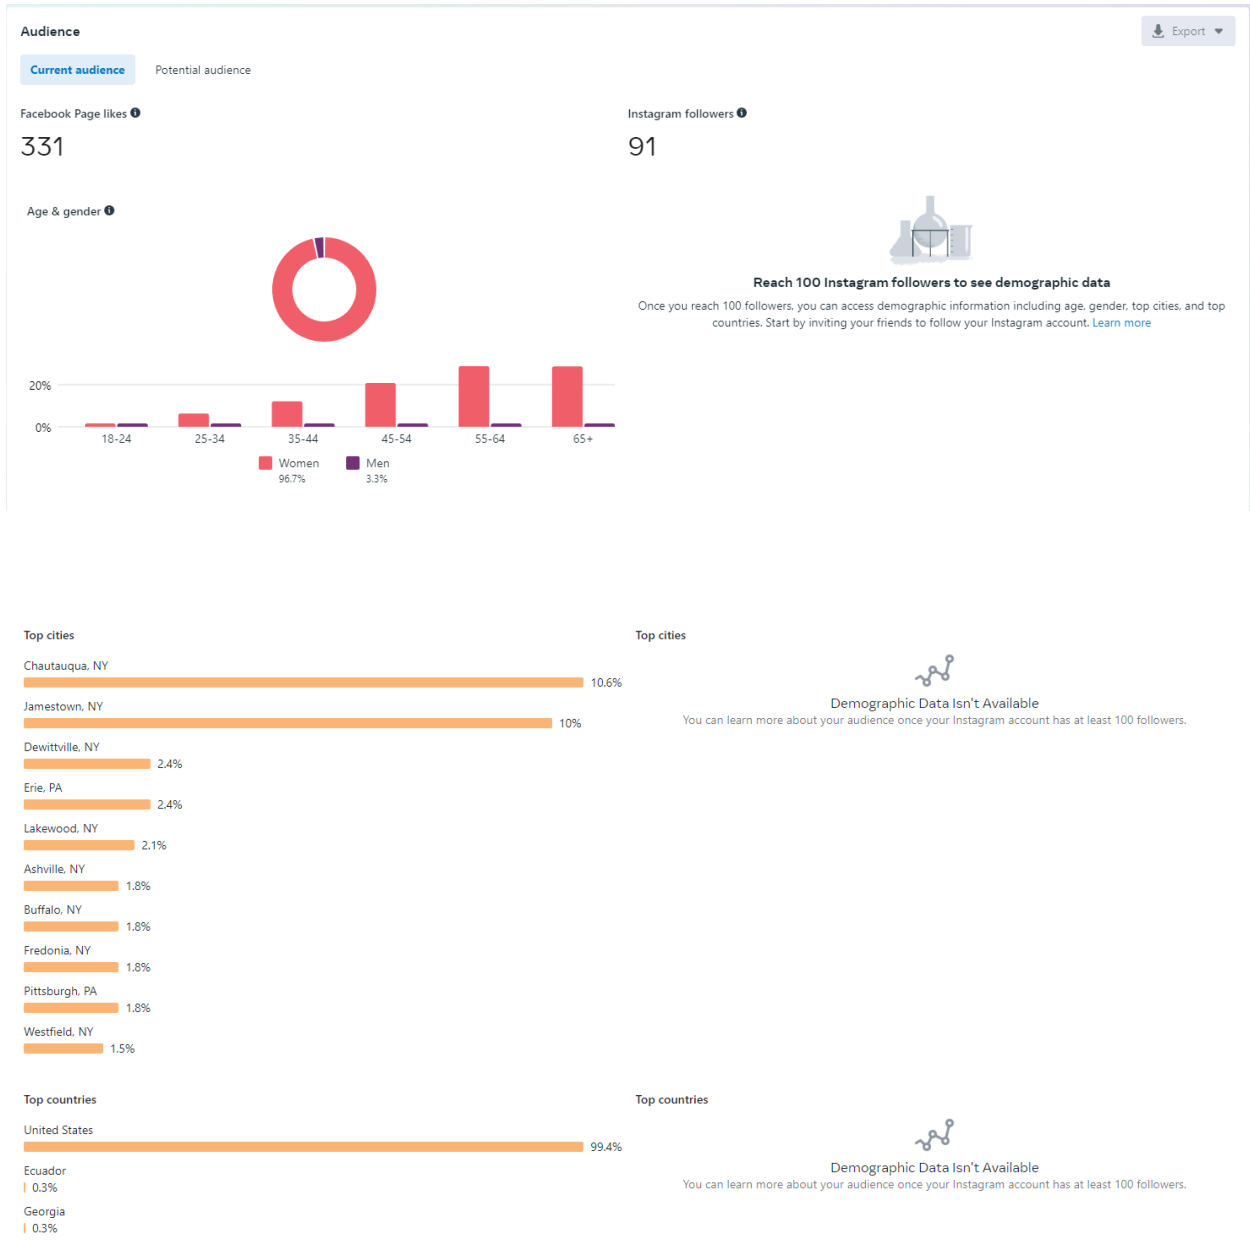 Audience
Export
Current audience
Potential audience
Facebook Page likes
331
Instagram followers
91
Age & gender
20%
0%
18-24
25-34
35-44
45-54
55-64
65+
Women
96.7%
Men
3.3%
Reach 100 Instagram followers to see demographic data
Once you reach 100 followers, you can access demographic information including age, gender, top cities, and top
countries. Start by inviting your friends to follow your Instagram account. Learn more
Top cities
Chautauqua, NY
10.6%
Jamestown, NY
10%
Dewittville, NY
2.4%
Erie, PA
2.4%
Lakewood, NY
2.1%
Ashville, NY
1.8%
Buffalo, NY
1.8%
Fredonia, NY
1.8%
Pittsburgh, PA
1.8%
Westfield, NY
1.5%
Top cities
Demographic Data Isn't Available
You can learn more about your audience once your Instagram account has at least 100 followers.
Top countries
United States
99.4%
Ecuador
0.3%
Georgia
0.3%
Top countries
Demographic Data Isn't Available
You can learn more about your audience once your Instagram account has at least 100 followers.